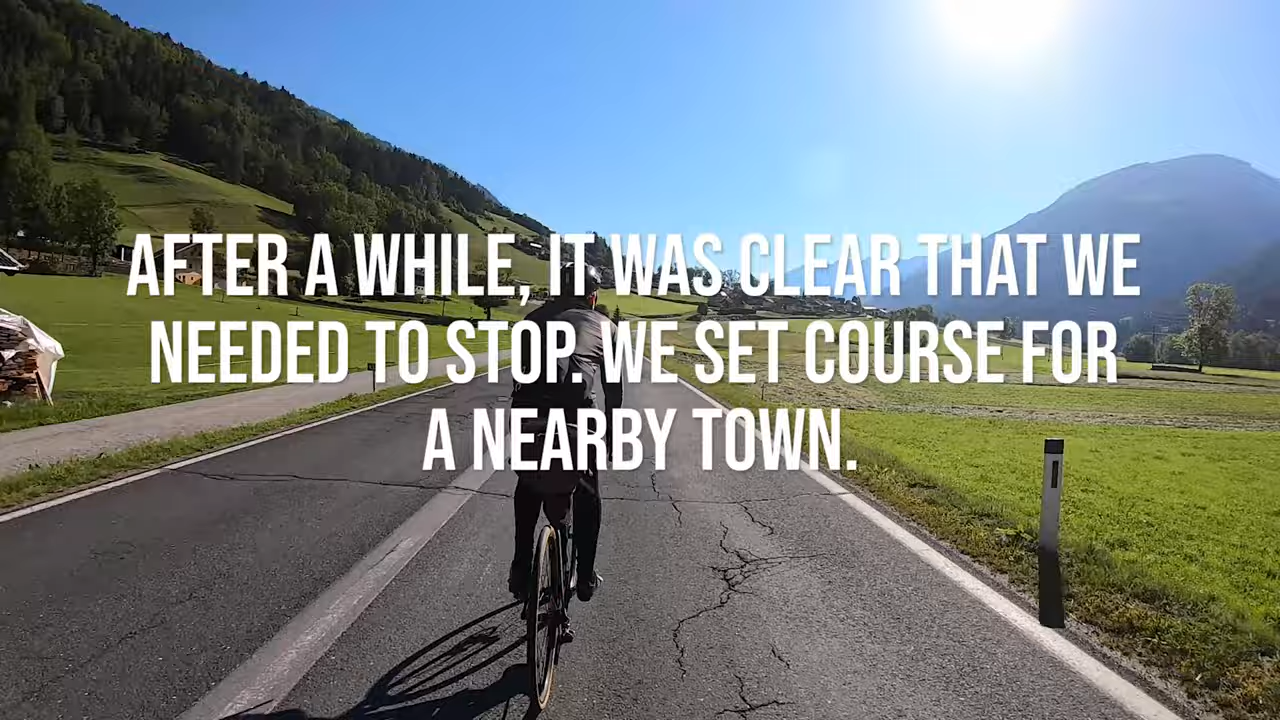 AFTER A WHILE, IT WAS CLEAR THAT WE
NEEDED TO STOP. WE SET COURSE FOR
A NEARBY TOWN.